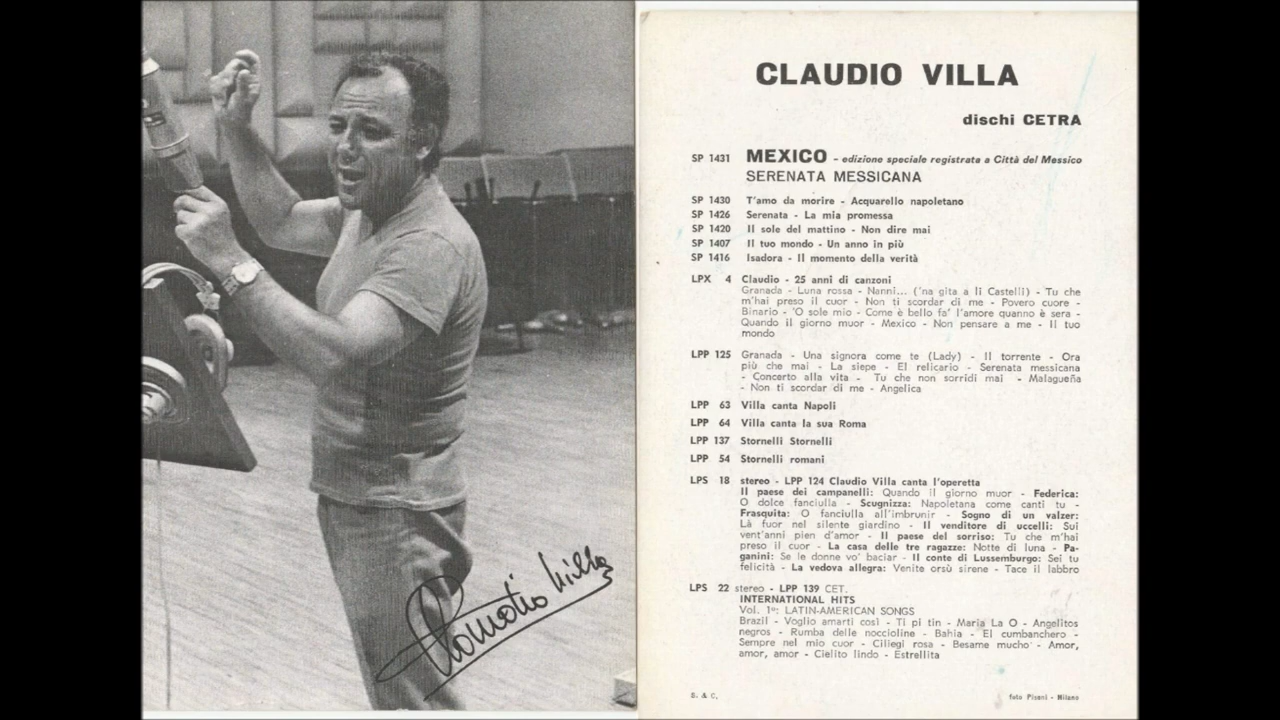 Claudio Villa
CLAUDIO VILLA
dischi CETRA
SP 1431 MEXICO - edizione speciale registrata a Città del Messico
SERENATA MESSICANA
SP 1430 T'amo da morire - Acquarello napoletano
SP 1426 Serenata - La mia promessa
SP 1420 Il sole del mattino - Non dire mai
SP 1407 Il tuo mondo - Un anno in più
SP 1416 Isadora - Il momento della verità
LPX 4 Claudio - 25 anni di canzoni
Granada - Luna rossa - Nannì... ('na gita a li Castelli) - Tu che
m'hai preso il cuor - Non ti scordar di me - Povero cuore -
Binario - 'O sole mio - Come è bello fa' l'amore quanno è sera -
Quando il giorno muor - Mexico - Non pensare a me - Il tuo
mondo
LPP 125 Granada - Una signora come te (Lady) - Il torrente - Ora
più che mai - La siepe - El relicario - Serenata messicana
- Concerto alla vita - Tu che non sorridi mai - Malagueña
- Non ti scordar di me - Angelica
LPP 63 Villa canta Napoli
LPP 64 Villa canta la sua Roma
LPP 137 Stornelli Stornelli
LPP 54 Stornelli romani
LPS 18 stereo - LPP 124 Claudio Villa canta l'operetta
Il paese dei campanelli: Quando il giorno muor - Federica:
O dolce fanciulla - Scugnizza: Napoletana come canti tu -
Frasquita: O fanciulla all'imbrunir - Sogno di un valzer:
Là fuor nel silente giardino - Il venditore di uccelli: Sui
vent'anni pien d'amor - Il paese del sorriso: Tu che m'hai
preso il cuor - La casa delle tre ragazze: Notte di luna - Pa-
ganini: Se le donne vo' baciar - Il conte di Lussemburgo: Sei tu
felicità - La vedova allegra: Venite orsù sirene - Tace il labbro
LPS 22 stereo - LPP 139 CET.
INTERNATIONAL HITS
Vol. 1º: LATIN-AMERICAN SONGS
Brazil - Voglio amarti così - Ti pi tin - Maria La O - Angelitos
negros - Rumba delle noccioline - Bahia - El cumbanchero -
Sempre nel mio cuor - Ciliegi rosa - Besame mucho - Amor,
amor, amor - Cielito lindo - Estrellita
S. & C. foto Pisani - Milano